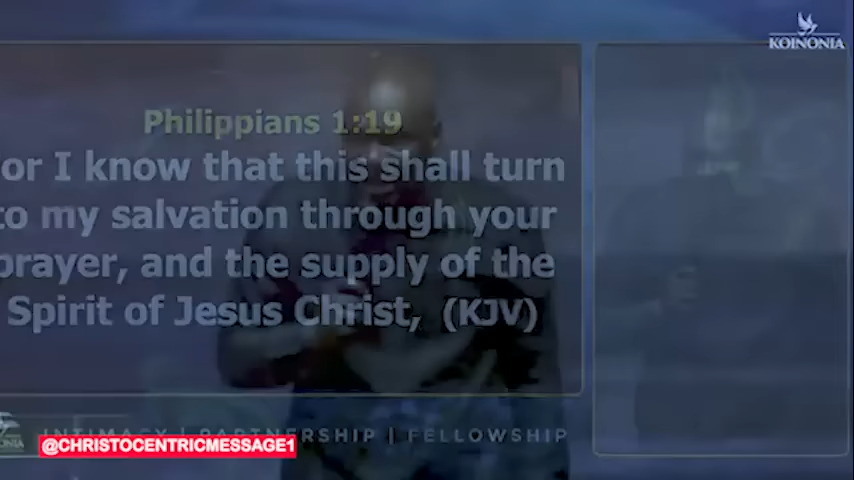 KOINONIA
Philippians 1:19
or I know that this shall turn
to my salvation through your
prayer, and the supply of the
Spirit of Jesus Christ, (KJV)
INTIMACY | PARTNERSHIP | FELLOWSHIP
@CHRISTOCENTRICMESSAGE1